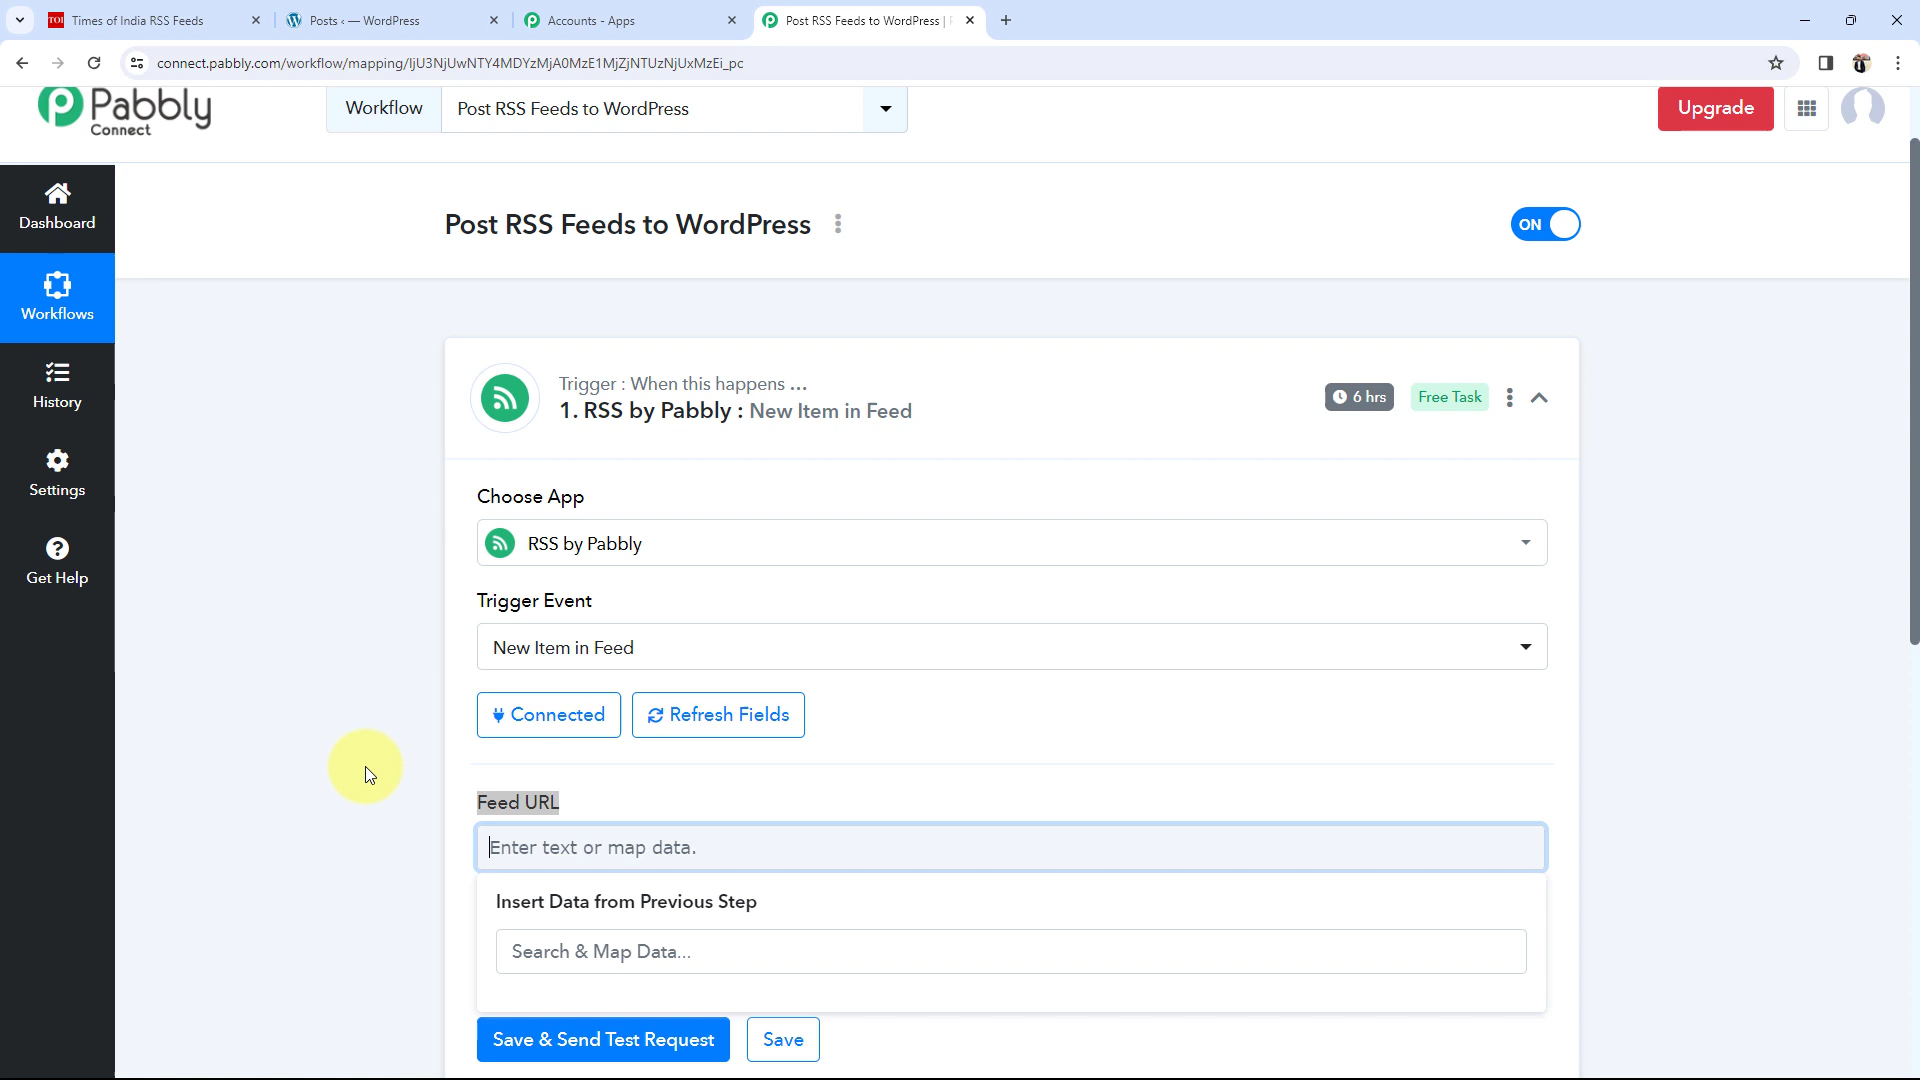 Times of India RSS Feeds
Posts ‹ — WordPress
Accounts - Apps
Post RSS Feeds to WordPress |
connect.pabbly.com/workflow/mapping/IjU3NjUwNTY4MDYzMjA0MzE1MjZjNTUzNjUxMzEi_pc
Pabbly
Connect
Workflow
Post RSS Feeds to WordPress
Upgrade
Dashboard
Workflows
History
Settings
Get Help
Post RSS Feeds to WordPress
ON
Trigger : When this happens ...
1. RSS by Pabbly : New Item in Feed
6 hrs
Free Task
Choose App
RSS by Pabbly
Trigger Event
New Item in Feed
Connected
Refresh Fields
Feed URL
Enter text or map data.
Insert Data from Previous Step
Search & Map Data...
Save & Send Test Request
Save